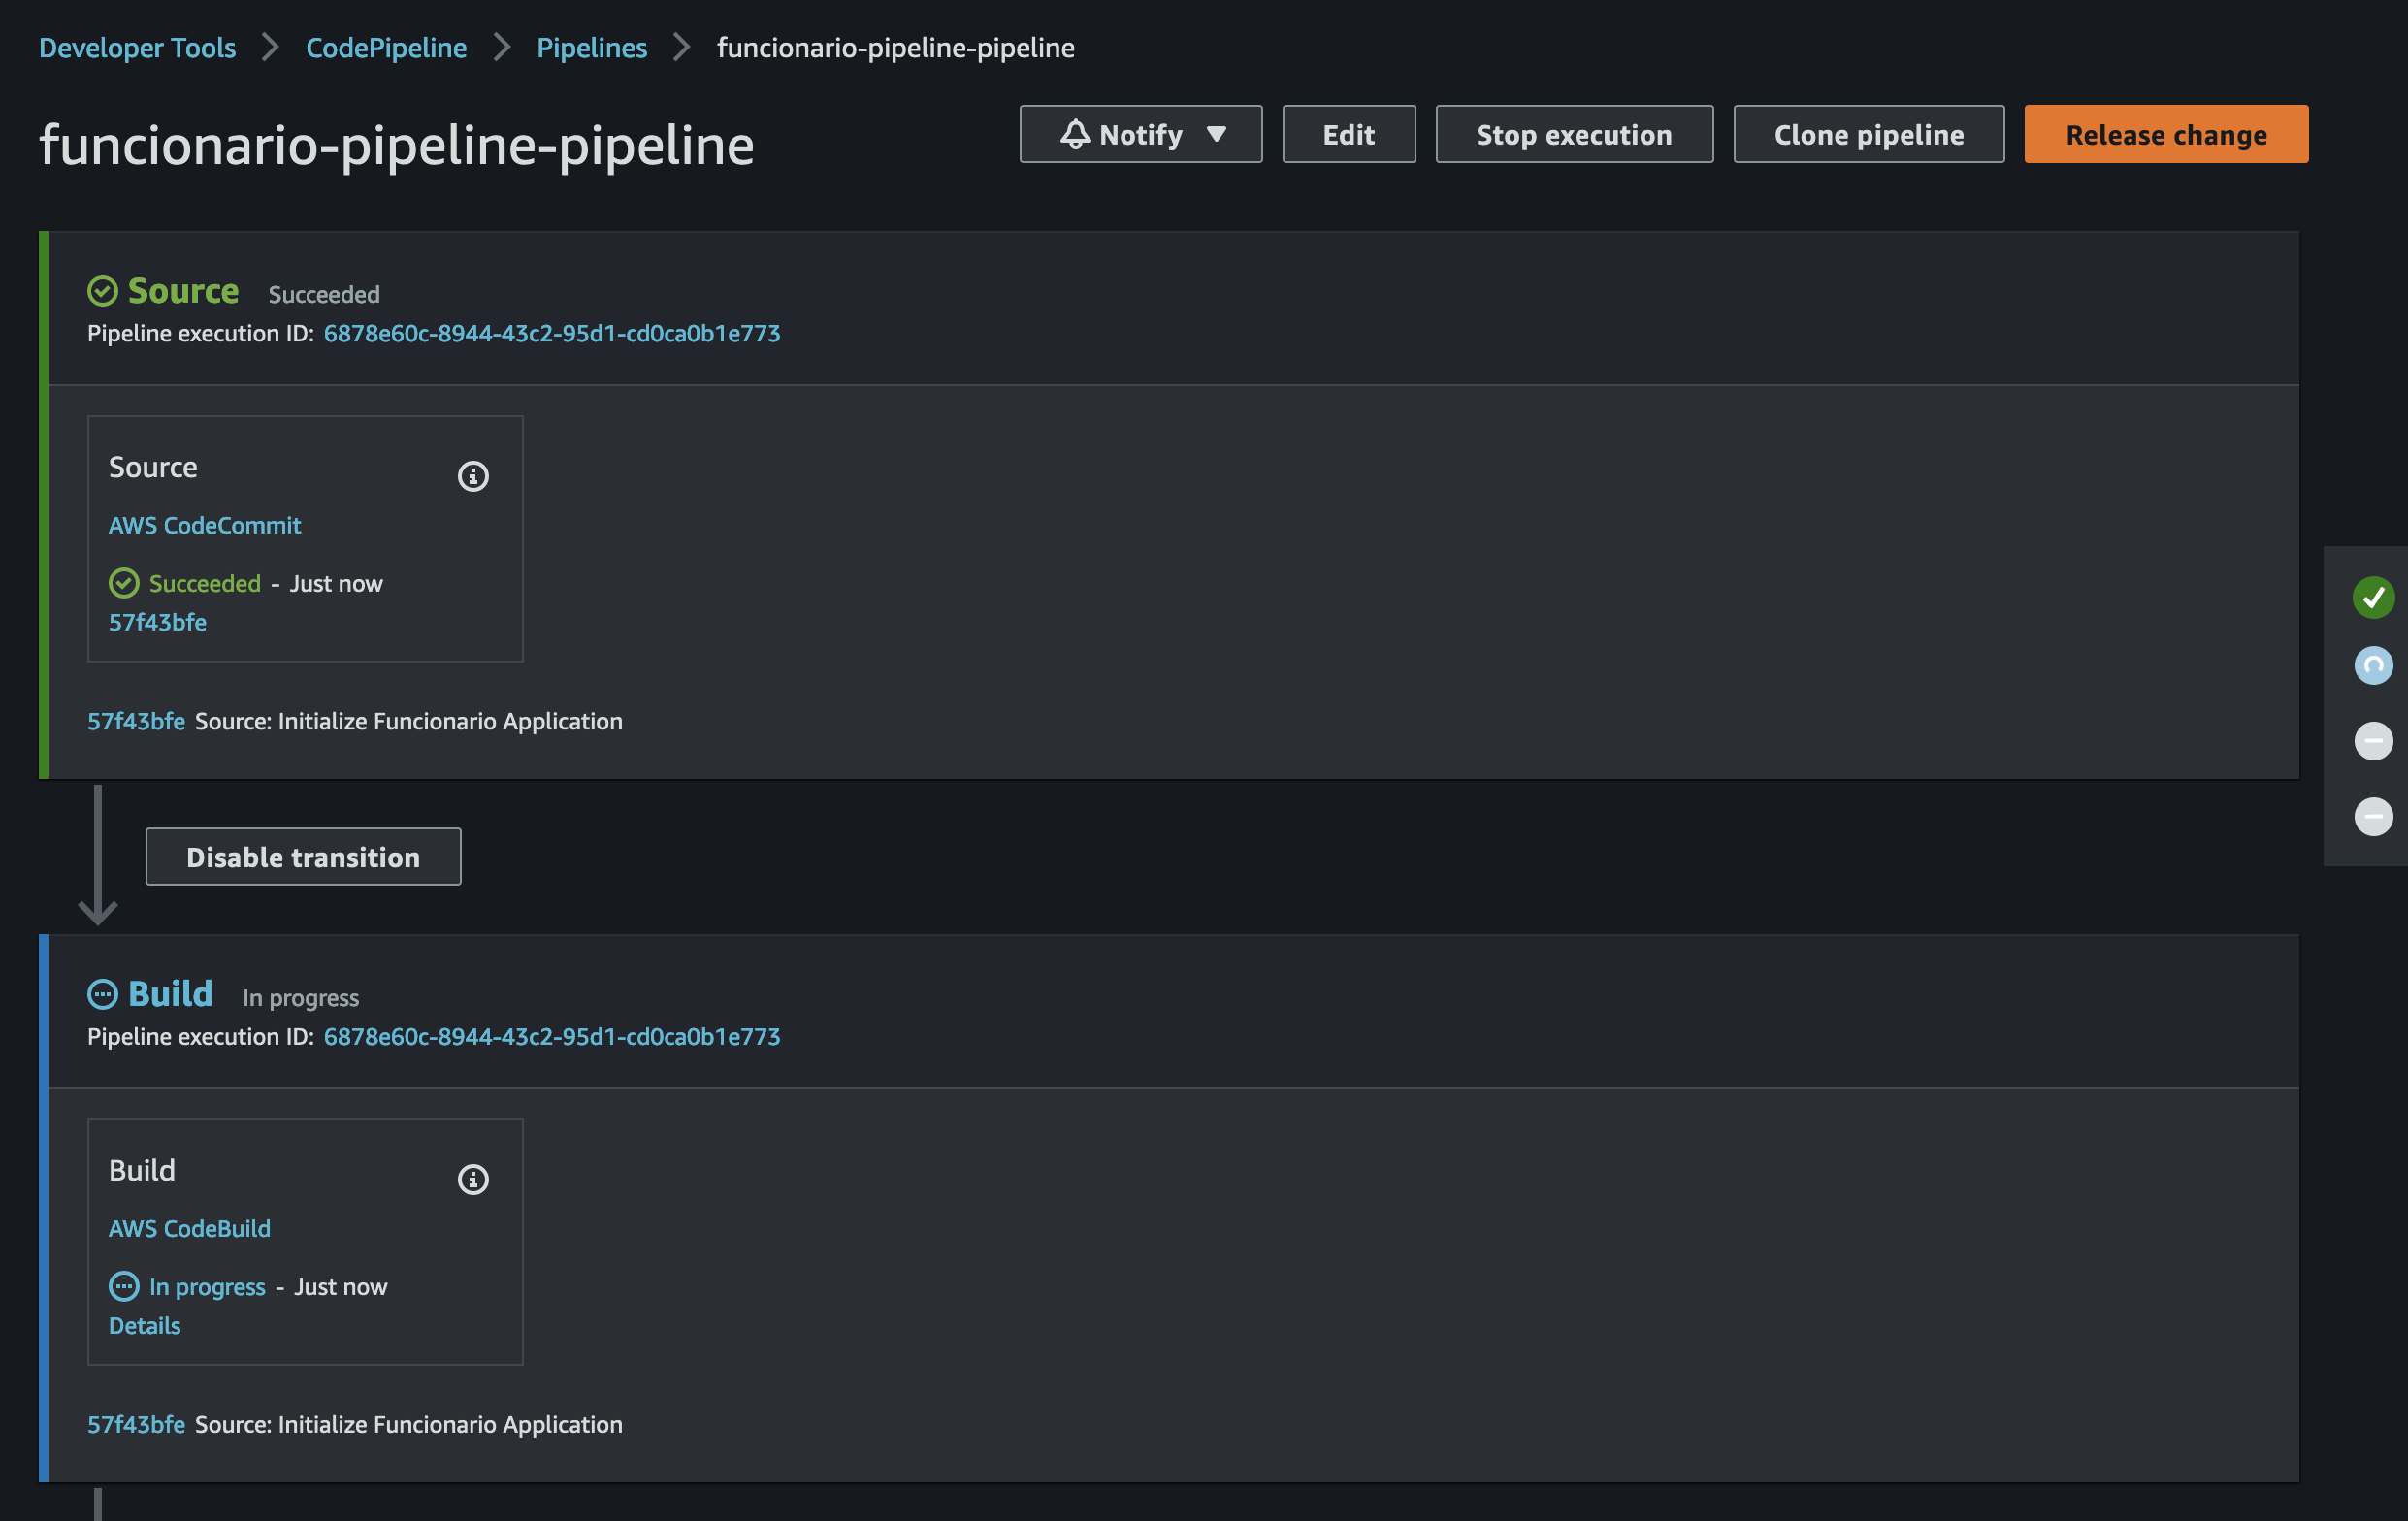 Developer Tools > CodePipeline > Pipelines > funcionario-pipeline-pipeline
funcionario-pipeline-pipeline
Notify
Edit
Stop execution
Clone pipeline
Release change
Source Succeeded
Pipeline execution ID: 6878e60c-8944-43c2-95d1-cd0ca0b1e773
Source
AWS CodeCommit
Succeeded - Just now
57f43bfe
57f43bfe Source: Initialize Funcionario Application
Disable transition
Build In progress
Pipeline execution ID: 6878e60c-8944-43c2-95d1-cd0ca0b1e773
Build
AWS CodeBuild
In progress - Just now
Details
57f43bfe Source: Initialize Funcionario Application